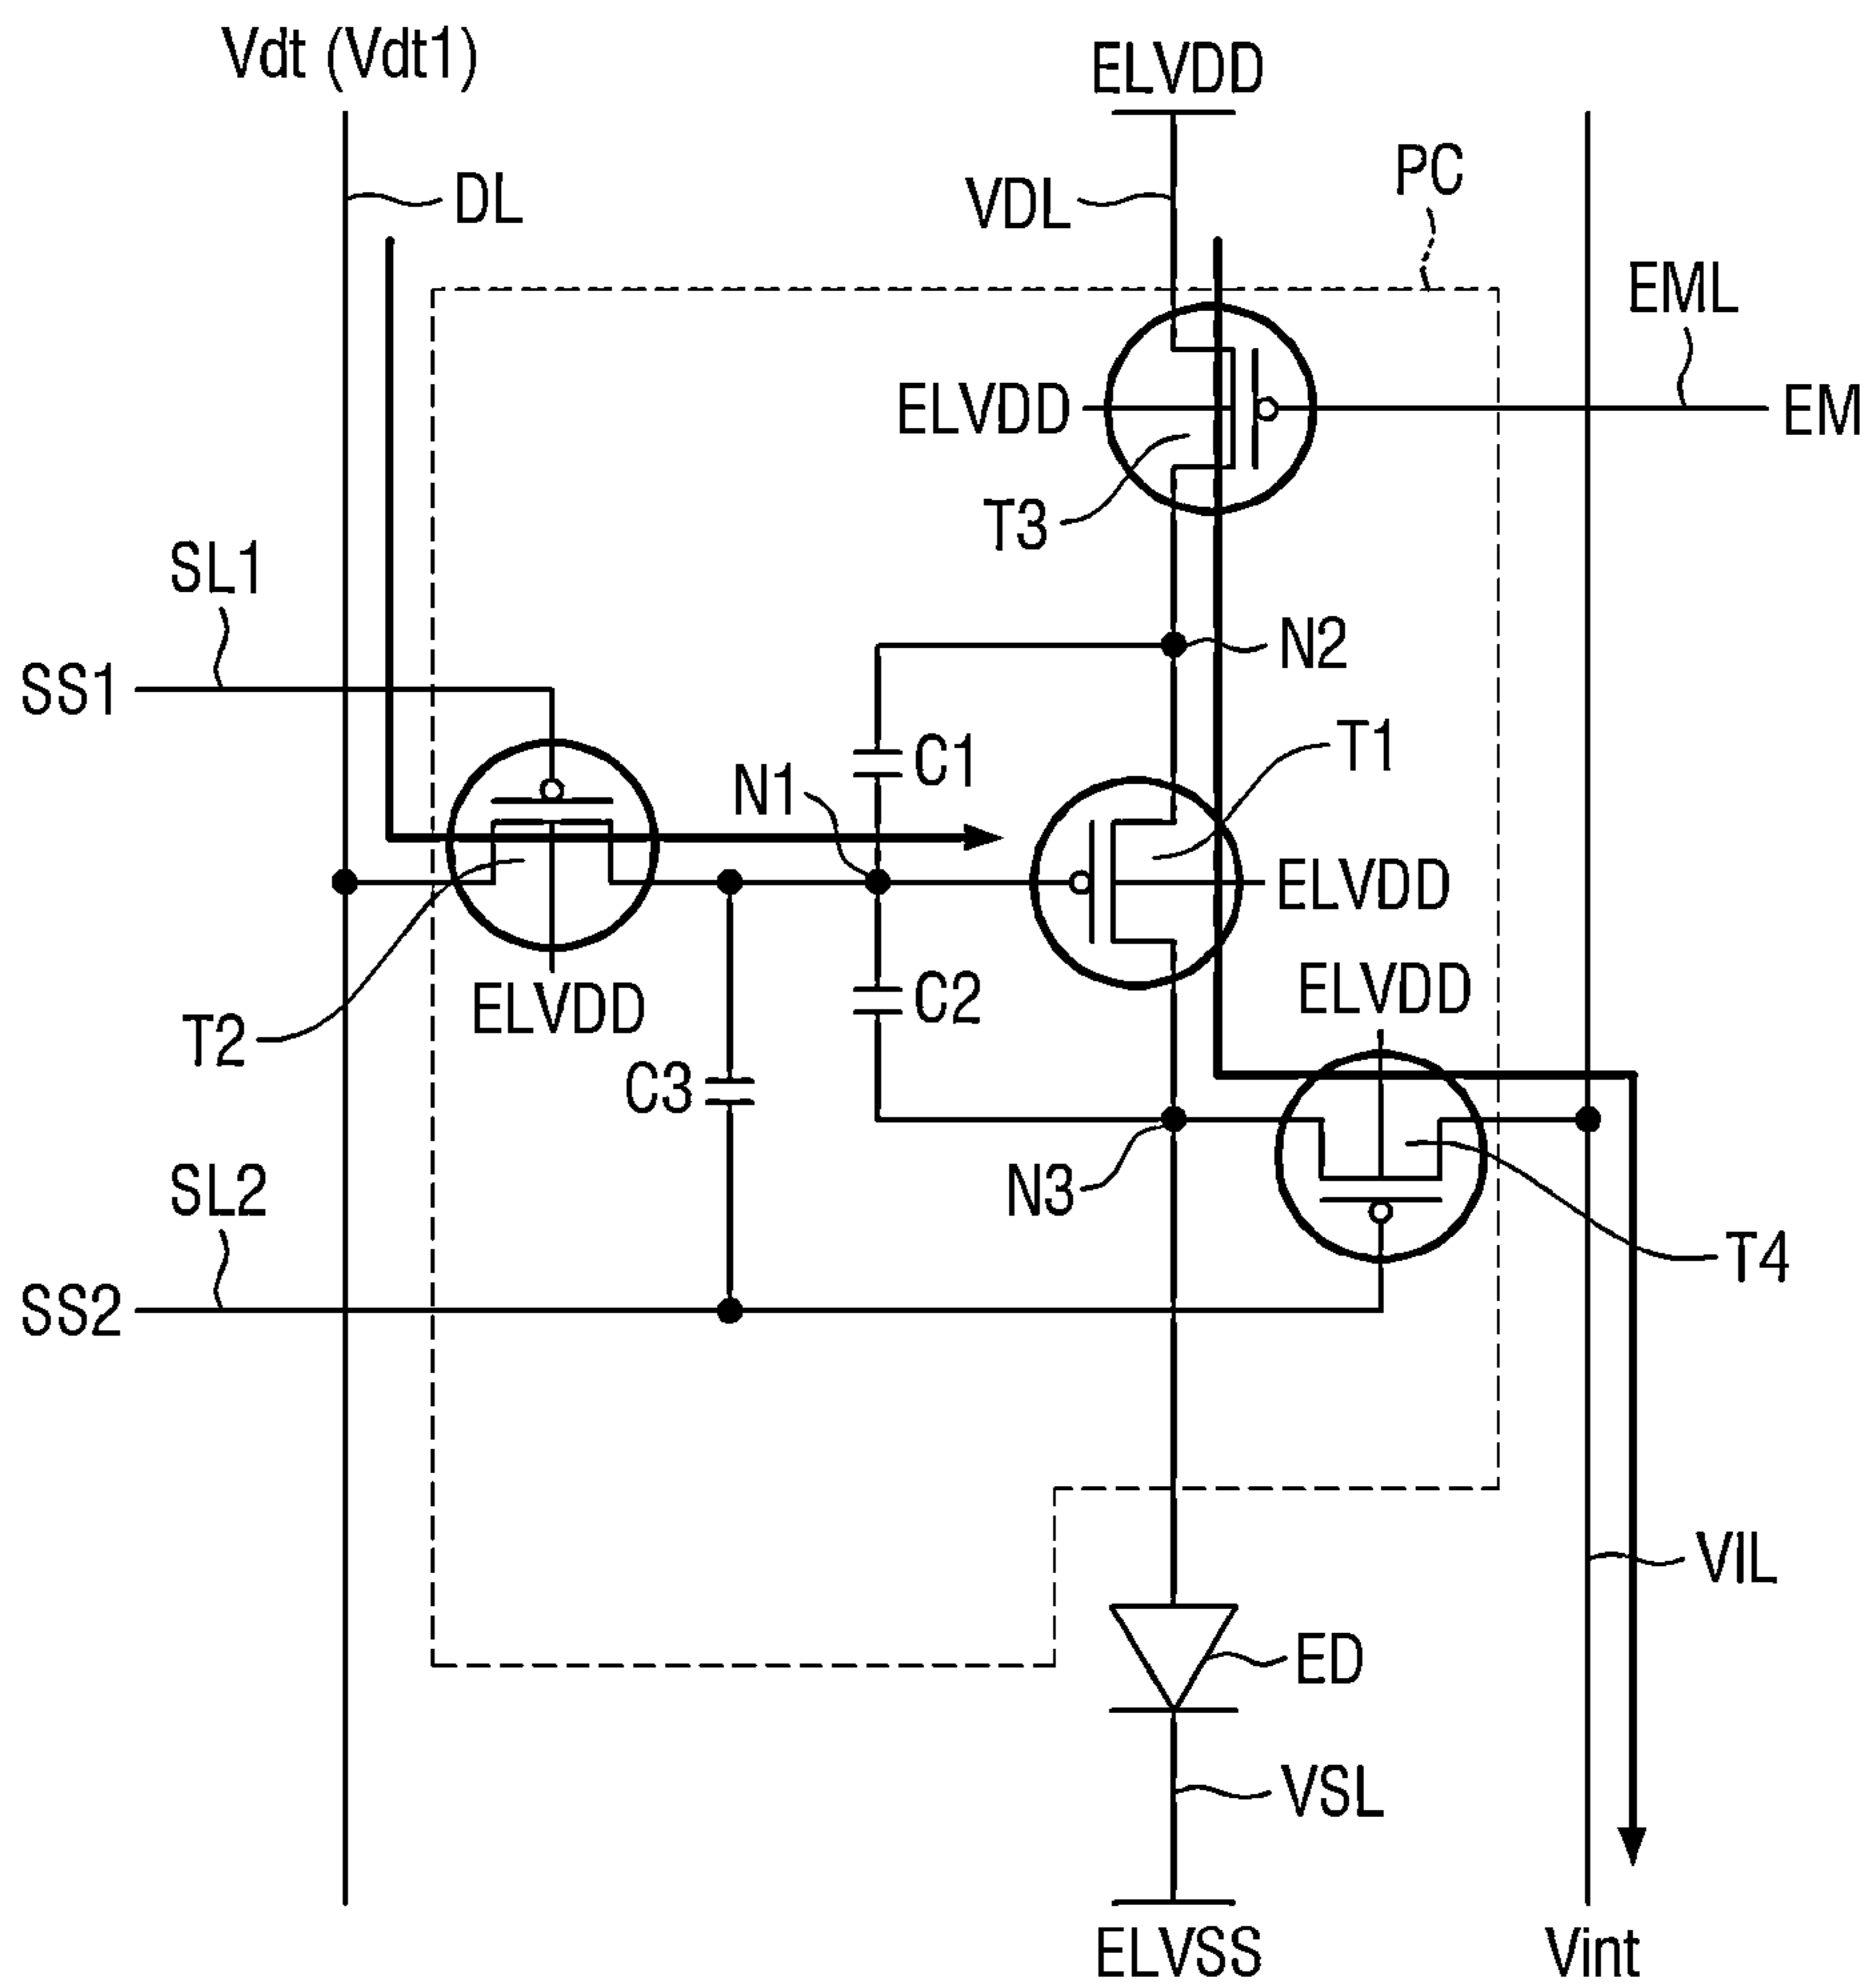 Vdt (Vdt1)
ELVDD
PC
DL
VDL
EML
ELVDD
EM
T3
SL1
N2
SS1
C1
T1
N1
ELVDD
ELVDD
ELVDD
C2
T2
C3
N3
SL2
T4
SS2
VIL
ED
VSL
ELVSS
Vint